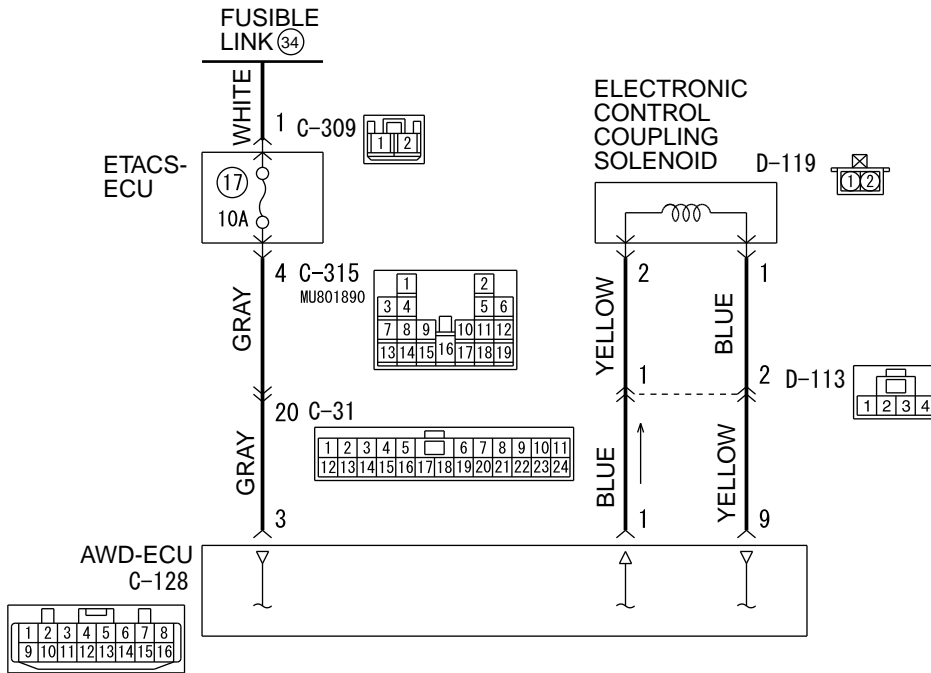 FUSIBLE
LINK 34
WHITE
1 C-309
1 2
ETACS-
ECU
17
10A
ELECTRONIC
CONTROL
COUPLING
SOLENOID
D-119
1 2
4 C-315
MU801890
1 2
3 4 5 6
7 8 9 10 11 12
13 14 15 16 17 18 19
GRAY
2 1
YELLOW
BLUE
1 2 D-113
1 2 3 4
20 C-31
1 2 3 4 5 6 7 8 9 10 11
12 13 14 15 16 17 18 19 20 21 22 23 24
GRAY
BLUE
YELLOW
3 1 9
AWD-ECU
C-128
1 2 3 4 5 6 7 8
9 10 11 12 13 14 15 16